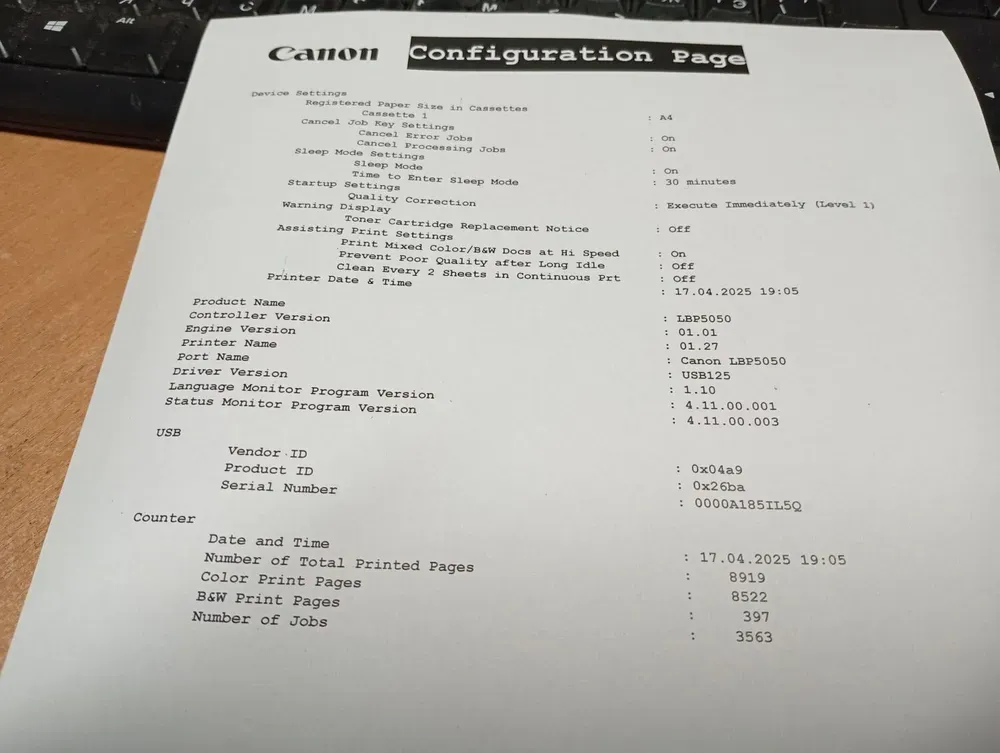 Alt
Canon Configuration Page
Device Settings
Registered Paper Size in Cassettes
Cassette 1 : A4
Cancel Job Key Settings
Cancel Error Jobs : On
Cancel Processing Jobs : On
Sleep Mode Settings
Sleep Mode : On
Time to Enter Sleep Mode : 30 minutes
Startup Settings
Quality Correction : Execute Immediately (Level 1)
Warning Display
Toner Cartridge Replacement Notice : Off
Assisting Print Settings
Print Mixed Color/B&W Docs at Hi Speed : On
Prevent Poor Quality after Long Idle : Off
Clean Every 2 Sheets in Continuous Prt : Off
Printer Date & Time : 17.04.2025 19:05
Product Name : LBP5050
Controller Version : 01.01
Engine Version : 01.27
Printer Name : Canon LBP5050
Port Name : USB125
Driver Version : 1.10
Language Monitor Program Version : 4.11.00.001
Status Monitor Program Version : 4.11.00.003
USB
Vendor ID : 0x04a9
Product ID : 0x26ba
Serial Number : 0000A185IL5Q
Counter
Date and Time : 17.04.2025 19:05
Number of Total Printed Pages : 8919
Color Print Pages : 8522
B&W Print Pages : 397
Number of Jobs : 3563